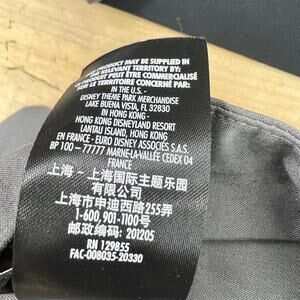 PRODUCT MAY BE SUPPLIED IN
THE RELEVANT TERRITORY BY:
PEUT ÊTRE COMMERCIALISÉ
SUR LE TERRITOIRE CONCERNÉ PAR:
IN THE U.S. -
DISNEY THEME PARK MERCHANDISE
LAKE BUENA VISTA, FL 32830
IN HONG KONG -
HONG KONG DISNEYLAND RESORT
LANTAU ISLAND, HONG KONG
EN FRANCE - EURO DISNEY ASSOCIÉS S.A.S.
BP 100 - 77777 MARNE-LA-VALLÉE CEDEX 04
FRANCE
上海 - 上海国际主题乐园
有限公司
上海市申迪西路255弄
1-600,901-1100号
邮政编码: 201205
RN 129855
FAC-008035-20330